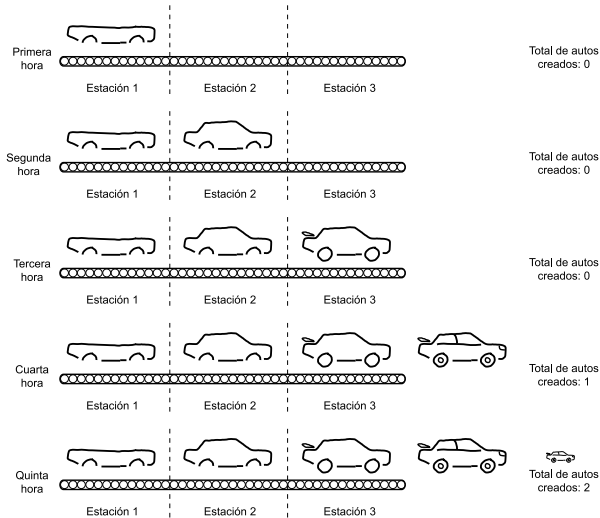 Primera
hora
Estación 1
Estación 2
Estación 3
Total de autos
creados: 0
Segunda
hora
Estación 1
Estación 2
Estación 3
Total de autos
creados: 0
Tercera
hora
Estación 1
Estación 2
Estación 3
Total de autos
creados: 0
Cuarta
hora
Estación 1
Estación 2
Estación 3
Total de autos
creados: 1
Quinta
hora
Estación 1
Estación 2
Estación 3
Total de autos
creados: 2